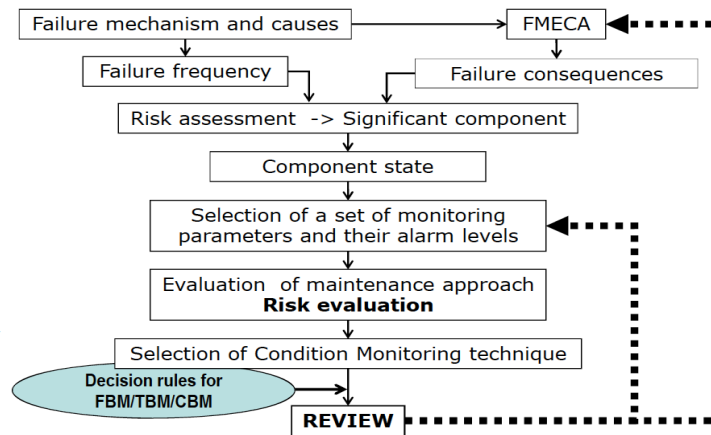 Failure mechanism and causes
FMECA
Failure frequency
Failure consequences
Risk assessment -> Significant component
Component state
Selection of a set of monitoring
parameters and their alarm levels
Evaluation of maintenance approach
Risk evaluation
Selection of Condition Monitoring technique
Decision rules for
FBM/TBM/CBM
REVIEW